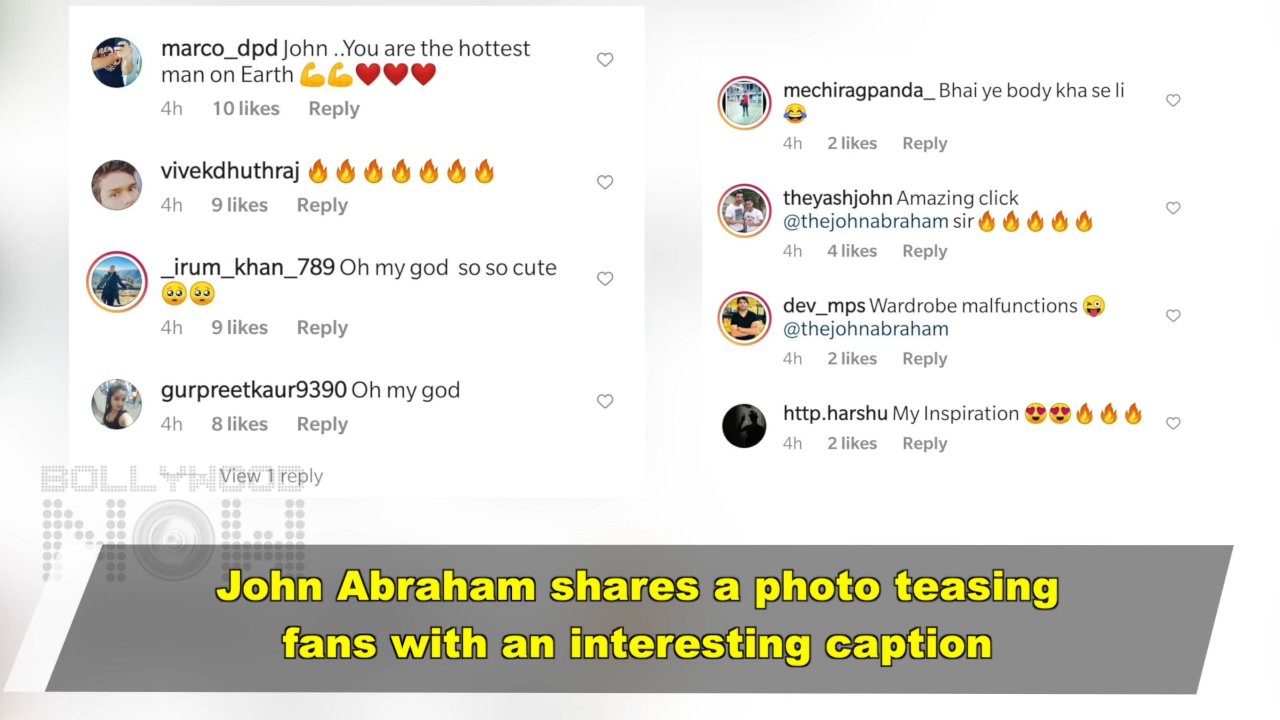 marco_dpd John ..You are the hottest
man on Earth 💪💪❤️❤️❤️
4h 10 likes Reply
vivekdhuthraj 🔥🔥🔥🔥🔥🔥🔥
4h 9 likes Reply
_irum_khan_789 Oh my god so so cute
🥺🥺
4h 9 likes Reply
gurpreetkaur9390 Oh my god
4h 8 likes Reply
View 1 reply
mechiragpanda_ Bhai ye body kha se li
😂
4h 2 likes Reply
theyashjohn Amazing click
@thejohnabraham sir🔥🔥🔥🔥🔥
4h 4 likes Reply
dev_mps Wardrobe malfunctions 😜
@thejohnabraham
4h 2 likes Reply
http.harshu My Inspiration 😍😍🔥🔥🔥
4h 2 likes Reply
BOLLYWOOD
NOW
John Abraham shares a photo teasing
fans with an interesting caption